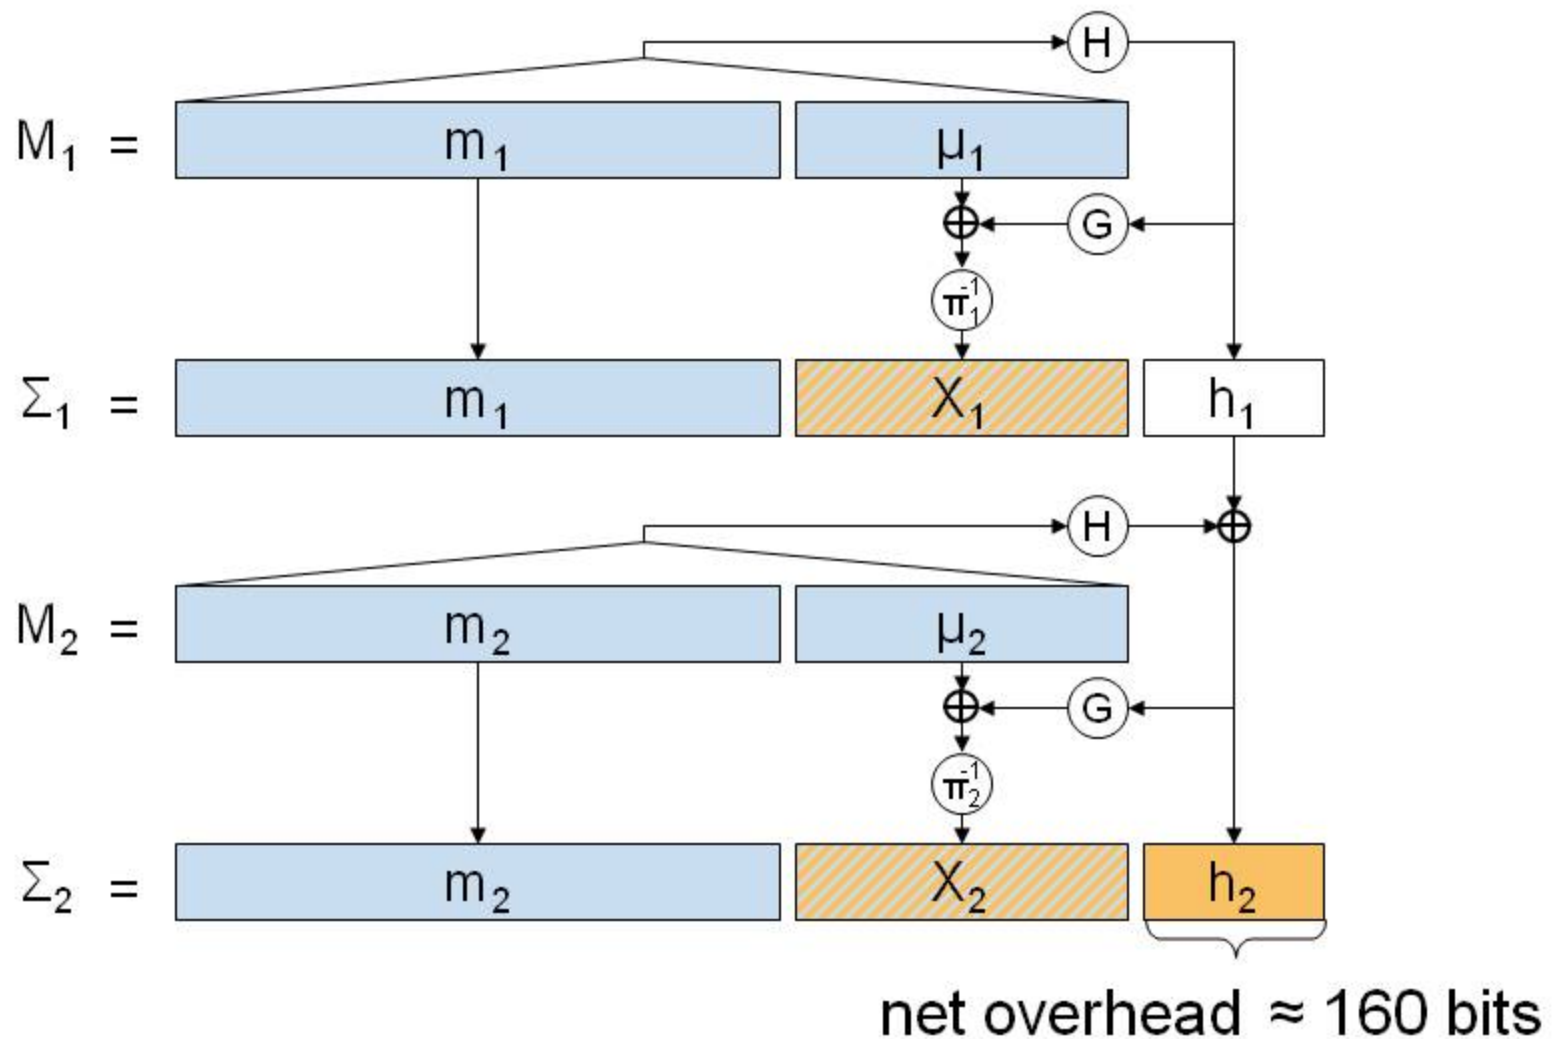 H
M₁ = m₁ μ₁
⊕ G
π₁⁻¹
Σ₁ = m₁ X₁ h₁
H ⊕
M₂ = m₂ μ₂
⊕ G
π₂⁻¹
Σ₂ = m₂ X₂ h₂
net overhead ≈ 160 bits